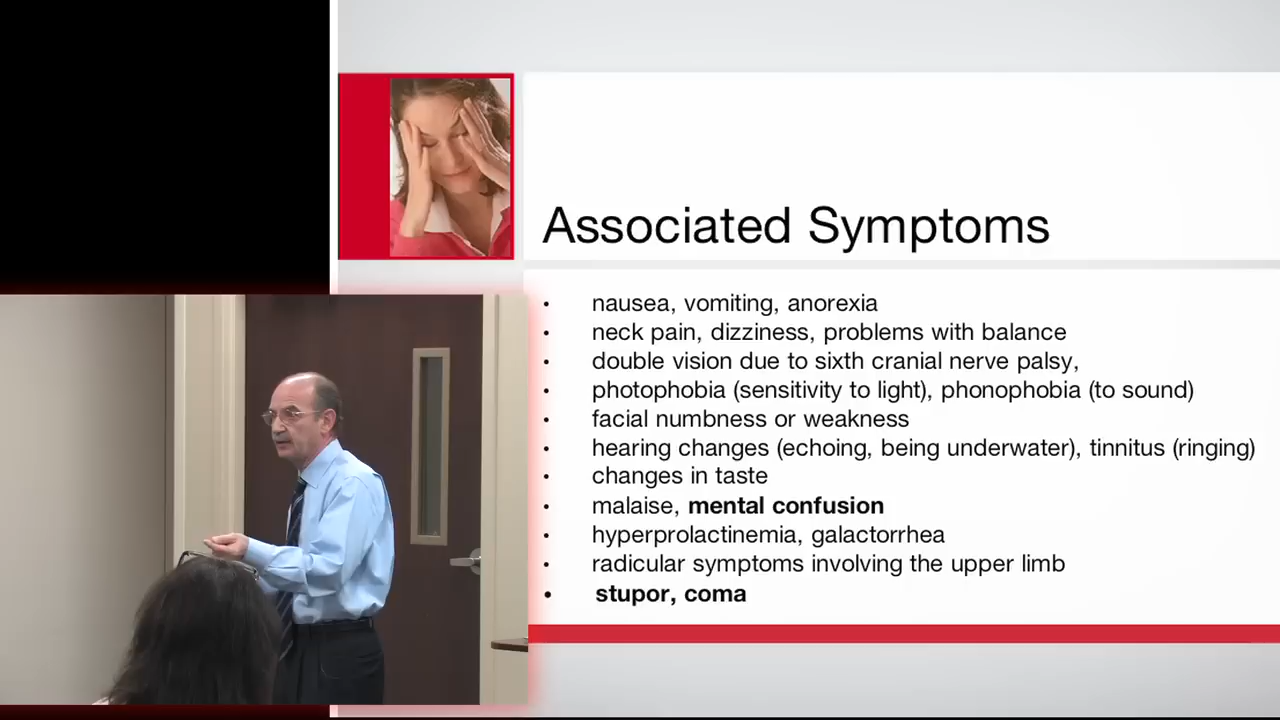 Associated Symptoms
• nausea, vomiting, anorexia
• neck pain, dizziness, problems with balance
• double vision due to sixth cranial nerve palsy,
• photophobia (sensitivity to light), phonophobia (to sound)
• facial numbness or weakness
• hearing changes (echoing, being underwater), tinnitus (ringing)
• changes in taste
• malaise, mental confusion
• hyperprolactinemia, galactorrhea
• radicular symptoms involving the upper limb
• stupor, coma